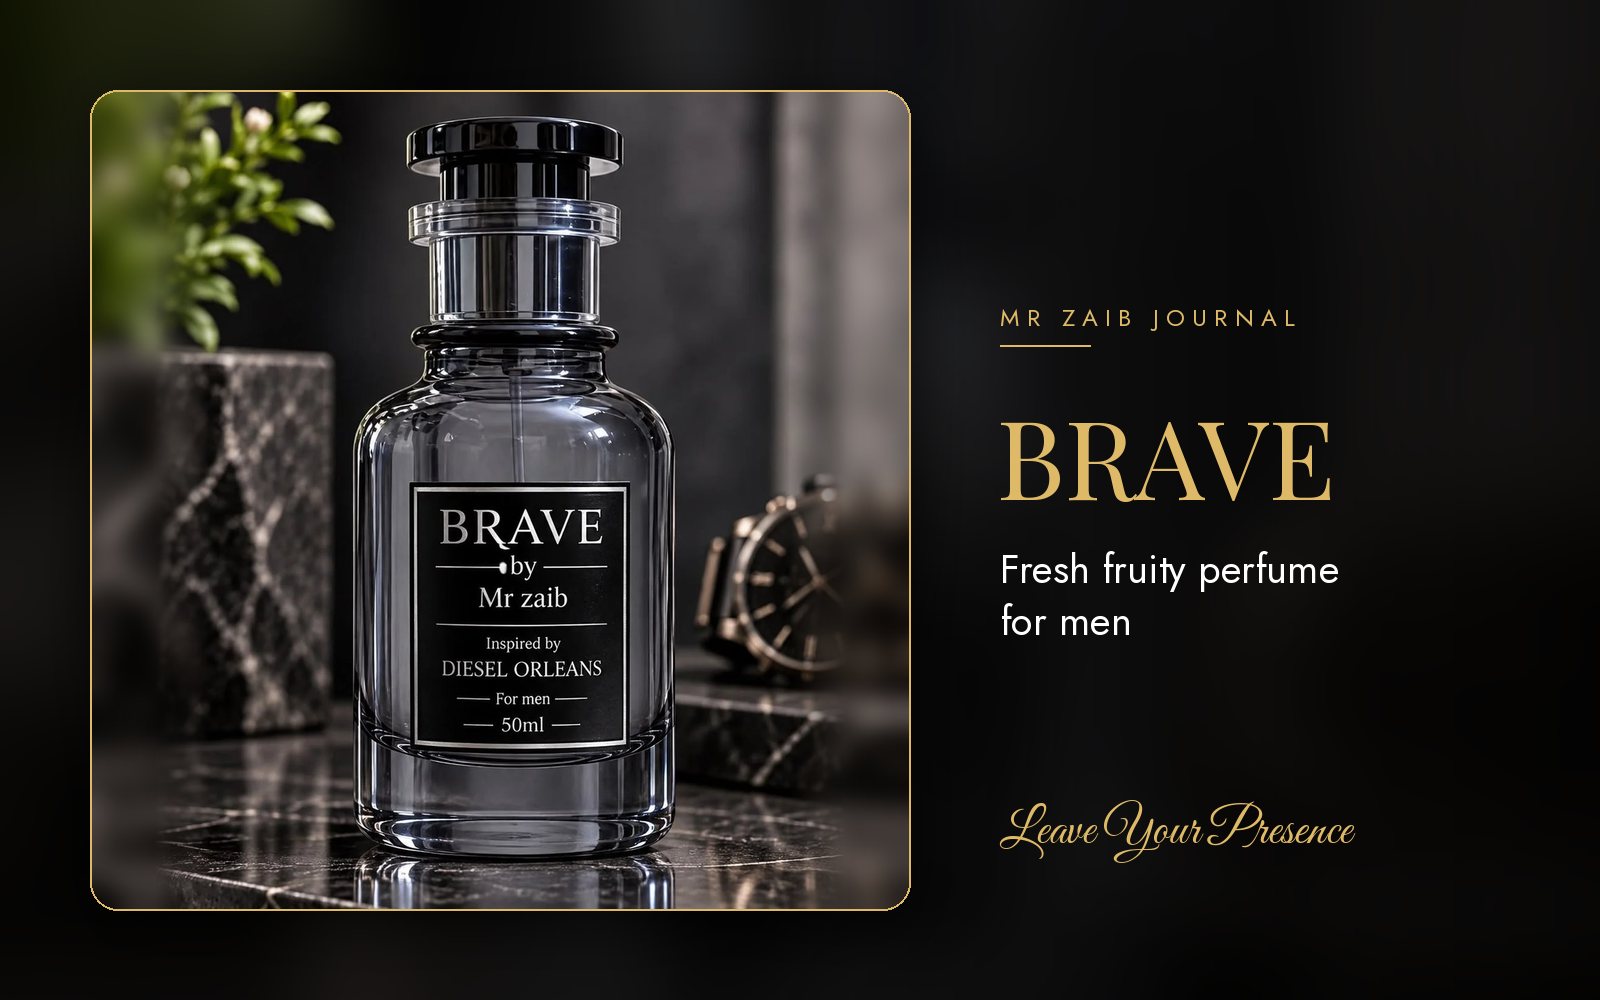 BRAVE
by
Mr zaib
Inspired by
DIESEL ORLEANS
For men
50ml
MR ZAIB JOURNAL
BRAVE
Fresh fruity perfume
for men
Leave Your Presence